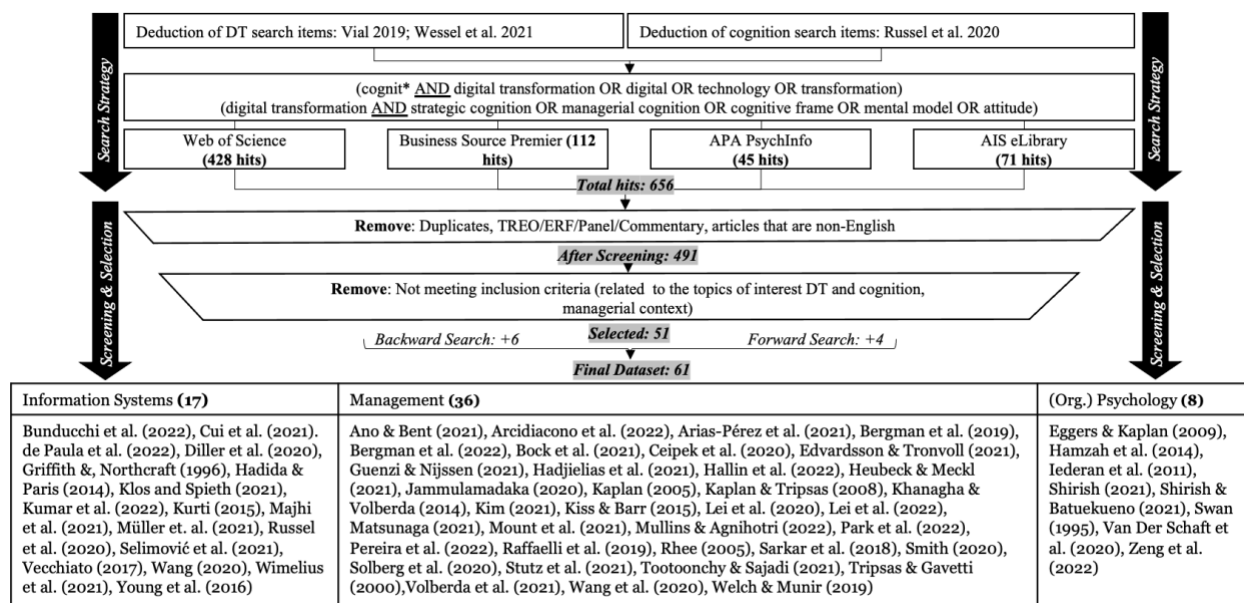 Search Strategy
Deduction of DT search items: Vial 2019; Wessel et al. 2021
Deduction of cognition search items: Russel et al. 2020
Search Strategy
(cognit* AND digital transformation OR digital OR technology OR transformation)
(digital transformation AND strategic cognition OR managerial cognition OR cognitive frame OR mental model OR attitude)
Web of Science
(428 hits)
Business Source Premier (112
hits)
APA PsychInfo
(45 hits)
AIS eLibrary
(71 hits)
Total hits: 656
Screening & Selection
Remove: Duplicates, TREO/ERF/Panel/Commentary, articles that are non-English
Screening & Selection
After Screening: 491
Remove: Not meeting inclusion criteria (related to the topics of interest DT and cognition,
managerial context)
Selected: 51
Backward Search: +6
Forward Search: +4
Final Dataset: 61
Information Systems (17)
Bunducchi et al. (2022), Cui et al. (2021).
de Paula et al. (2022), Diller et al. (2020),
Griffith &, Northcraft (1996), Hadida &
Paris (2014), Klos and Spieth (2021),
Kumar et al. (2022), Kurti (2015), Majhi
et al. (2021), Müller et. al. (2021), Russel
et al. (2020), Selimović et al. (2021),
Vecchiato (2017), Wang (2020), Wimelius
et al. (2021), Young et al. (2016)
Management (36)
Ano & Bent (2021), Arcidiacono et al. (2022), Arias-Pérez et al. (2021), Bergman et al. (2019),
Bergman et al. (2022), Bock et al. (2021), Ceipek et al. (2020), Edvardsson & Tronvoll (2021),
Guenzi & Nijssen (2021), Hadjielias et al. (2021), Hallin et al. (2022), Heubeck & Meckl
(2021), Jammulamadaka (2020), Kaplan (2005), Kaplan & Tripsas (2008), Khanagha &
Volberda (2014), Kim (2021), Kiss & Barr (2015), Lei et al. (2020), Lei et al. (2022),
Matsunaga (2021), Mount et al. (2021), Mullins & Agnihotri (2022), Park et al. (2022),
Pereira et al. (2022), Raffaelli et al. (2019), Rhee (2005), Sarkar et al. (2018), Smith (2020),
Solberg et al. (2020), Stutz et al. (2021), Tootoonchy & Sajadi (2021), Tripsas & Gavetti
(2000),Volberda et al. (2021), Wang et al. (2020), Welch & Munir (2019)
(Org.) Psychology (8)
Eggers & Kaplan (2009),
Hamzah et al. (2014),
Iederan et al. (2011),
Shirish (2021), Shirish &
Batuekueno (2021), Swan
(1995), Van Der Schaft et
al. (2020), Zeng et al.
(2022)